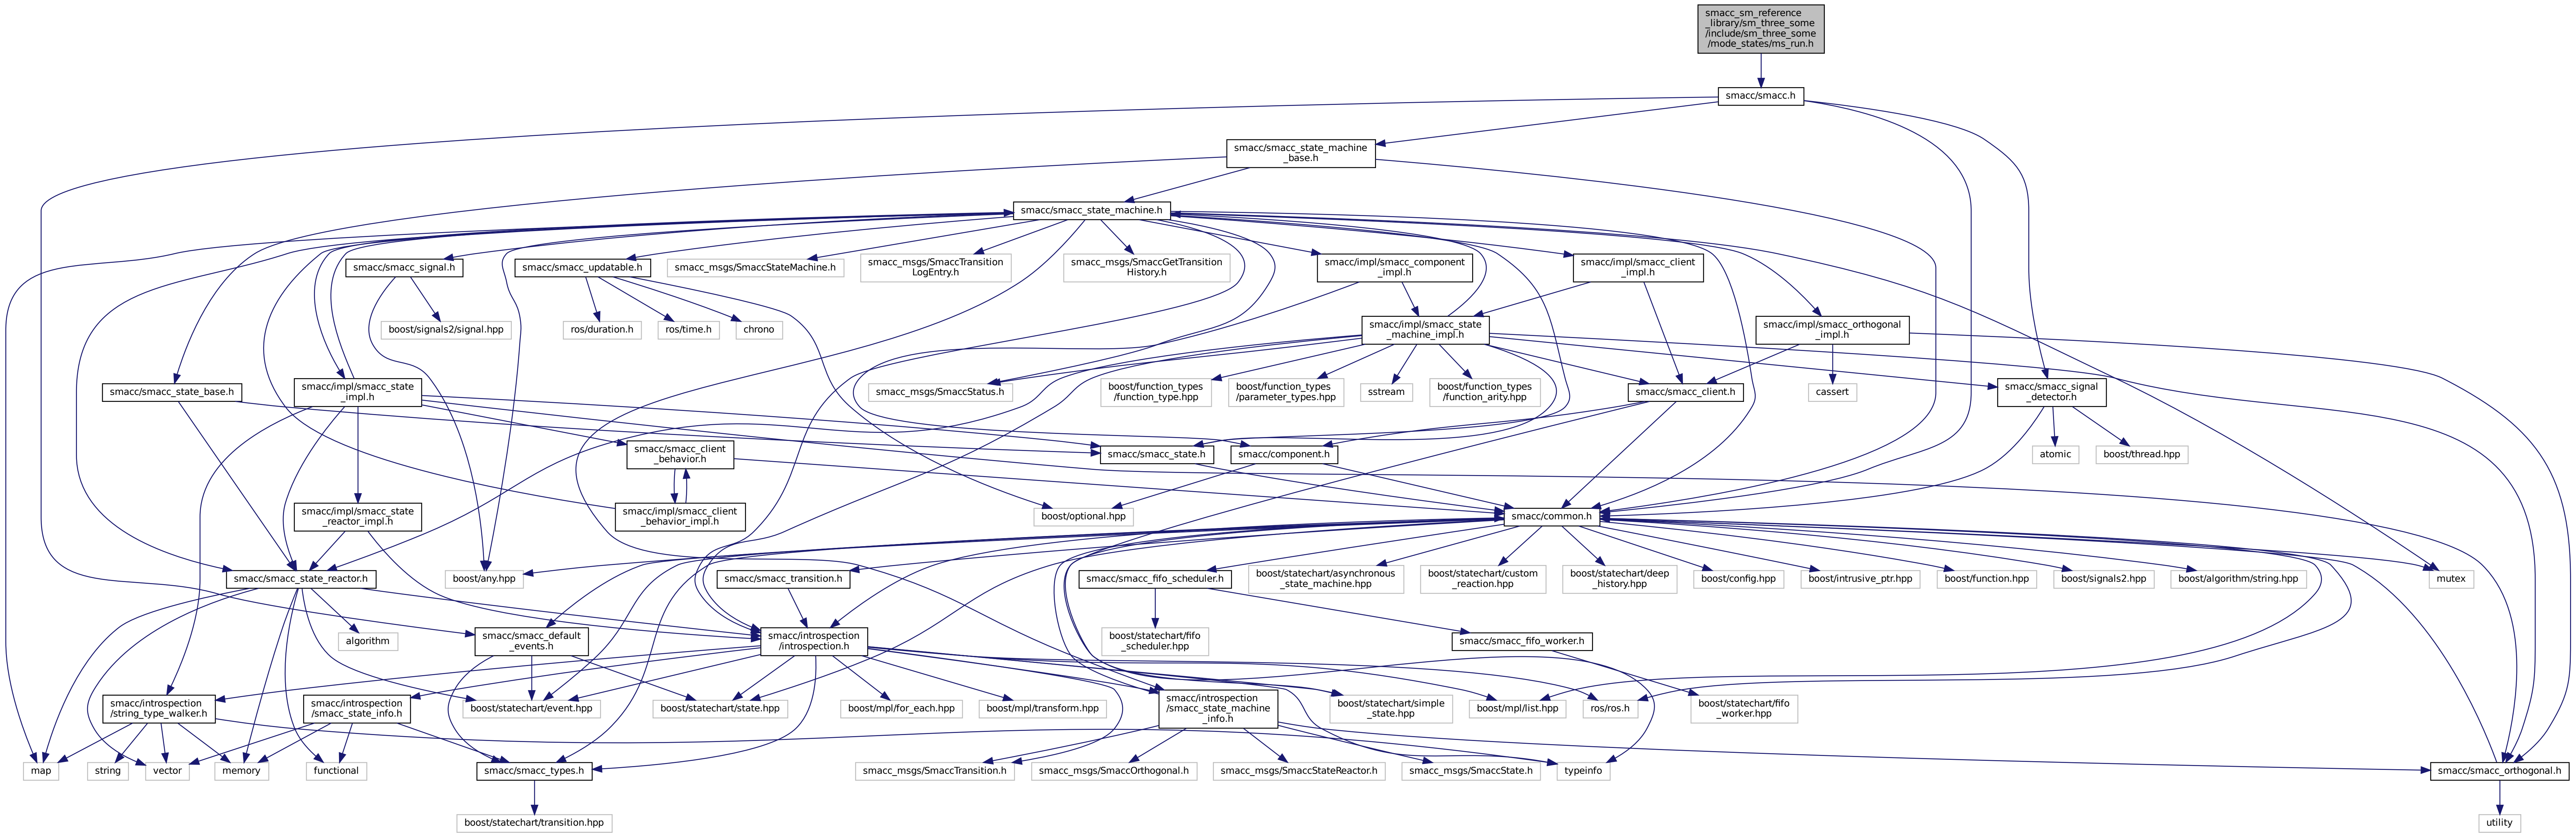 smacc_sm_reference
_library/sm_three_some
/include/sm_three_some
/mode_states/ms_run.h
smacc/smacc.h
smacc/smacc_state_machine
_base.h
smacc/smacc_state_machine.h
smacc/smacc_signal.h
smacc/smacc_updatable.h
smacc_msgs/SmaccStateMachine.h
smacc_msgs/SmaccTransition
LogEntry.h
smacc_msgs/SmaccGetTransition
History.h
smacc/impl/smacc_component
_impl.h
smacc/impl/smacc_client
_impl.h
boost/signals2/signal.hpp
ros/duration.h
ros/time.h
chrono
smacc/impl/smacc_state
_machine_impl.h
smacc/impl/smacc_orthogonal
_impl.h
smacc/smacc_state_base.h
smacc/impl/smacc_state
_impl.h
smacc_msgs/SmaccStatus.h
boost/function_types
/function_type.hpp
boost/function_types
/parameter_types.hpp
sstream
boost/function_types
/function_arity.hpp
smacc/smacc_client.h
cassert
smacc/smacc_signal
_detector.h
smacc/smacc_client
_behavior.h
smacc/smacc_state.h
smacc/component.h
atomic
boost/thread.hpp
smacc/impl/smacc_state
_reactor_impl.h
smacc/impl/smacc_client
_behavior_impl.h
boost/optional.hpp
smacc/common.h
smacc/smacc_state_reactor.h
boost/any.hpp
smacc/smacc_transition.h
smacc/smacc_fifo_scheduler.h
boost/statechart/asynchronous
_state_machine.hpp
boost/statechart/custom
_reaction.hpp
boost/statechart/deep
_history.hpp
boost/config.hpp
boost/intrusive_ptr.hpp
boost/function.hpp
boost/signals2.hpp
boost/algorithm/string.hpp
mutex
algorithm
smacc/smacc_default
_events.h
smacc/introspection
/introspection.h
boost/statechart/fifo
_scheduler.hpp
smacc/smacc_fifo_worker.h
smacc/introspection
/string_type_walker.h
smacc/introspection
/smacc_state_info.h
boost/statechart/event.hpp
boost/statechart/state.hpp
boost/mpl/for_each.hpp
boost/mpl/transform.hpp
smacc/introspection
/smacc_state_machine
_info.h
boost/statechart/simple
_state.hpp
boost/mpl/list.hpp
ros/ros.h
boost/statechart/fifo
_worker.hpp
map
string
vector
memory
functional
smacc/smacc_types.h
smacc_msgs/SmaccTransition.h
smacc_msgs/SmaccOrthogonal.h
smacc_msgs/SmaccStateReactor.h
smacc_msgs/SmaccState.h
typeinfo
smacc/smacc_orthogonal.h
boost/statechart/transition.hpp
utility